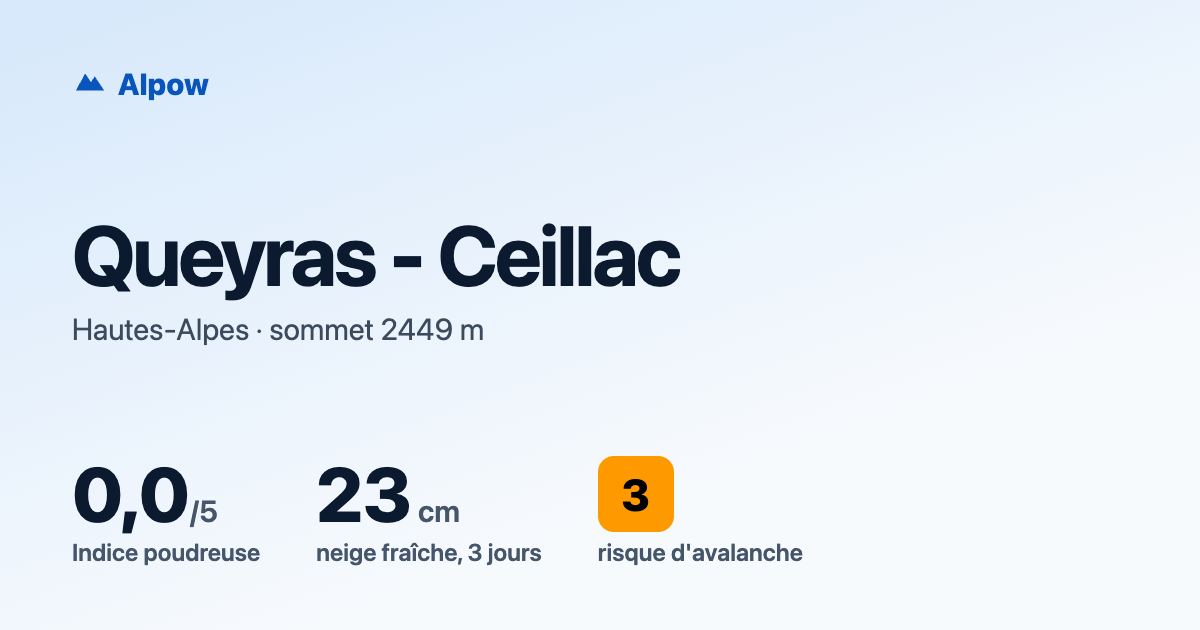 Alpow
Queyras - Ceillac
Hautes-Alpes · sommet 2449 m
0,0/5
Indice poudreuse
23 cm
neige fraîche, 3 jours
3
risque d'avalanche